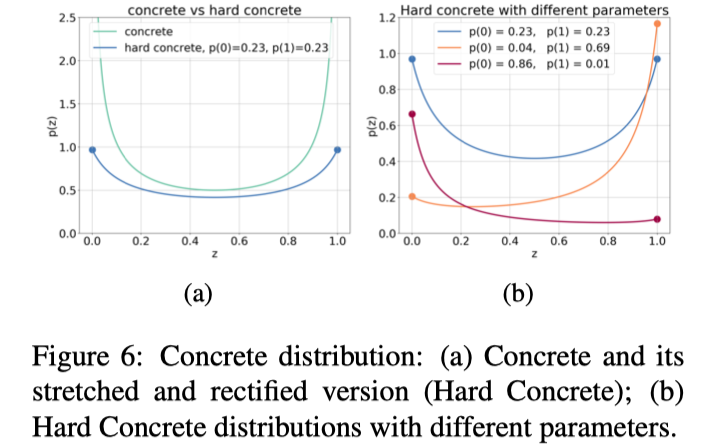 concrete vs hard concrete
2.5
2.0
1.5
1.0
0.5
0.0
p(z)
concrete
hard concrete, p(0)=0.23, p(1)=0.23
0.0 0.2 0.4 0.6 0.8 1.0
z
(a)
Hard concrete with different parameters
1.2
1.0
0.8
0.6
0.4
0.2
0.0
p(z)
p(0) = 0.23, p(1) = 0.23
p(0) = 0.04, p(1) = 0.69
p(0) = 0.86, p(1) = 0.01
0.0 0.2 0.4 0.6 0.8 1.0
z
(b)
Figure 6: Concrete distribution: (a) Concrete and its
stretched and rectified version (Hard Concrete); (b)
Hard Concrete distributions with different parameters.